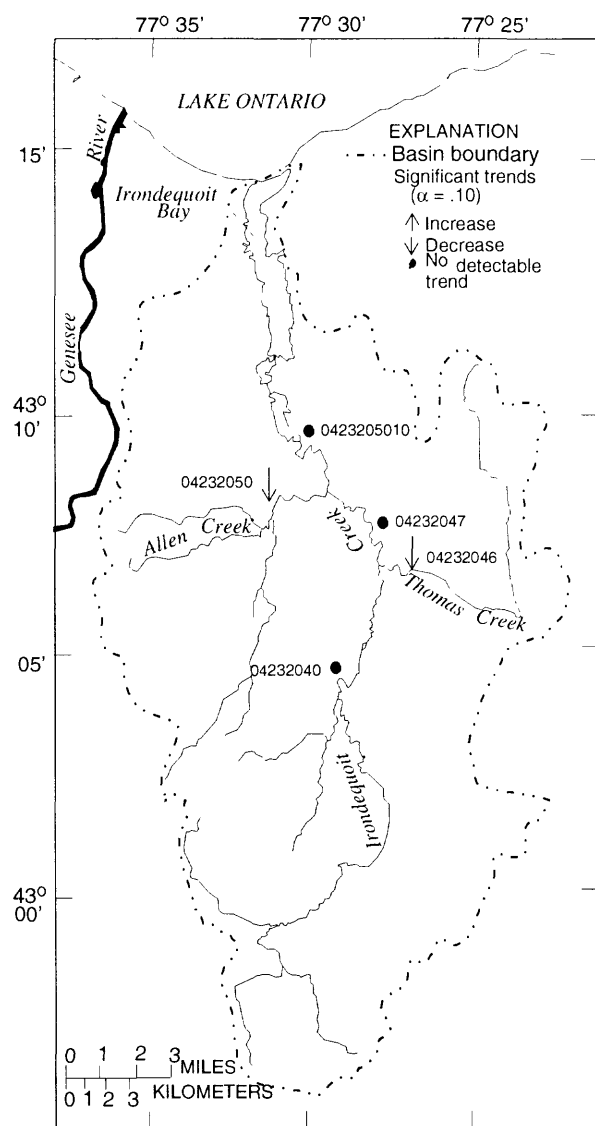 77° 35' 77° 30' 77° 25'
LAKE ONTARIO
EXPLANATION
Basin boundary
Significant trends
(α = .10)
Increase
Decrease
No detectable
trend
15'
River
Irondequoit
Bay
Genesee
43°
10'
0423205010
04232050
04232047
Creek
Allen Creek
04232046
Thomas Creek
05'
04232040
Irondequoit
43°
00'
0 1 2 3
MILES
KILOMETERS
0 1 2 3